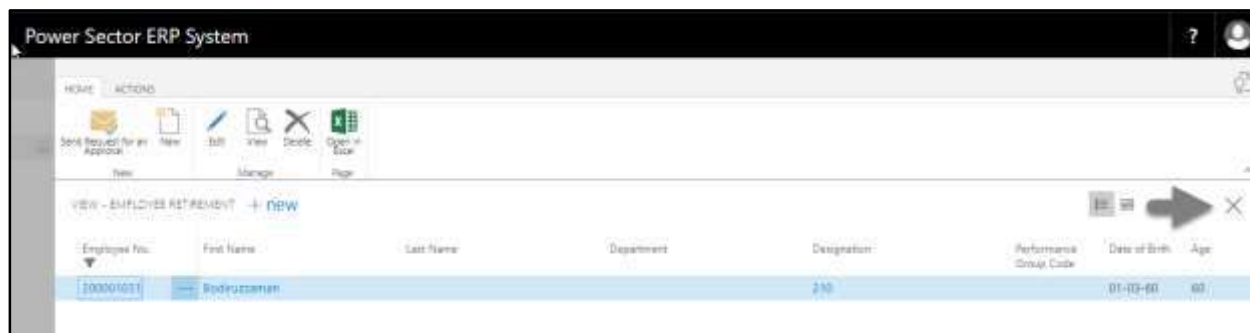 Power Sector ERP System ?
HOME ACTIONS
Sent Request for an Approval New Edit View Delete Open in Excel
New Manage Page
VIEW - EMPLOYEE RETIREMENT + new
Employee No. First Name Last Name Department Designation Performance Group Code Date of Birth Age
200001031 Bodruzzaman 210 01-03-60 60